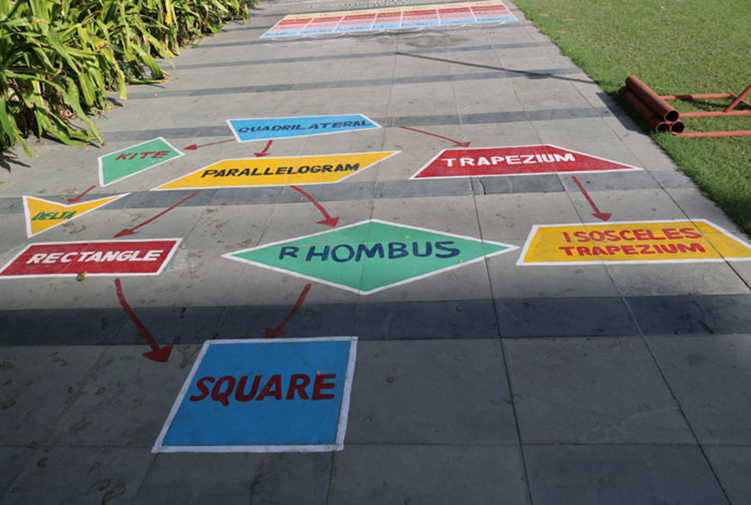 QUADRILATERAL
KITE
PARALLELOGRAM
TRAPEZIUM
DELTA
RECTANGLE
RHOMBUS
ISOSCELES
TRAPEZIUM
SQUARE